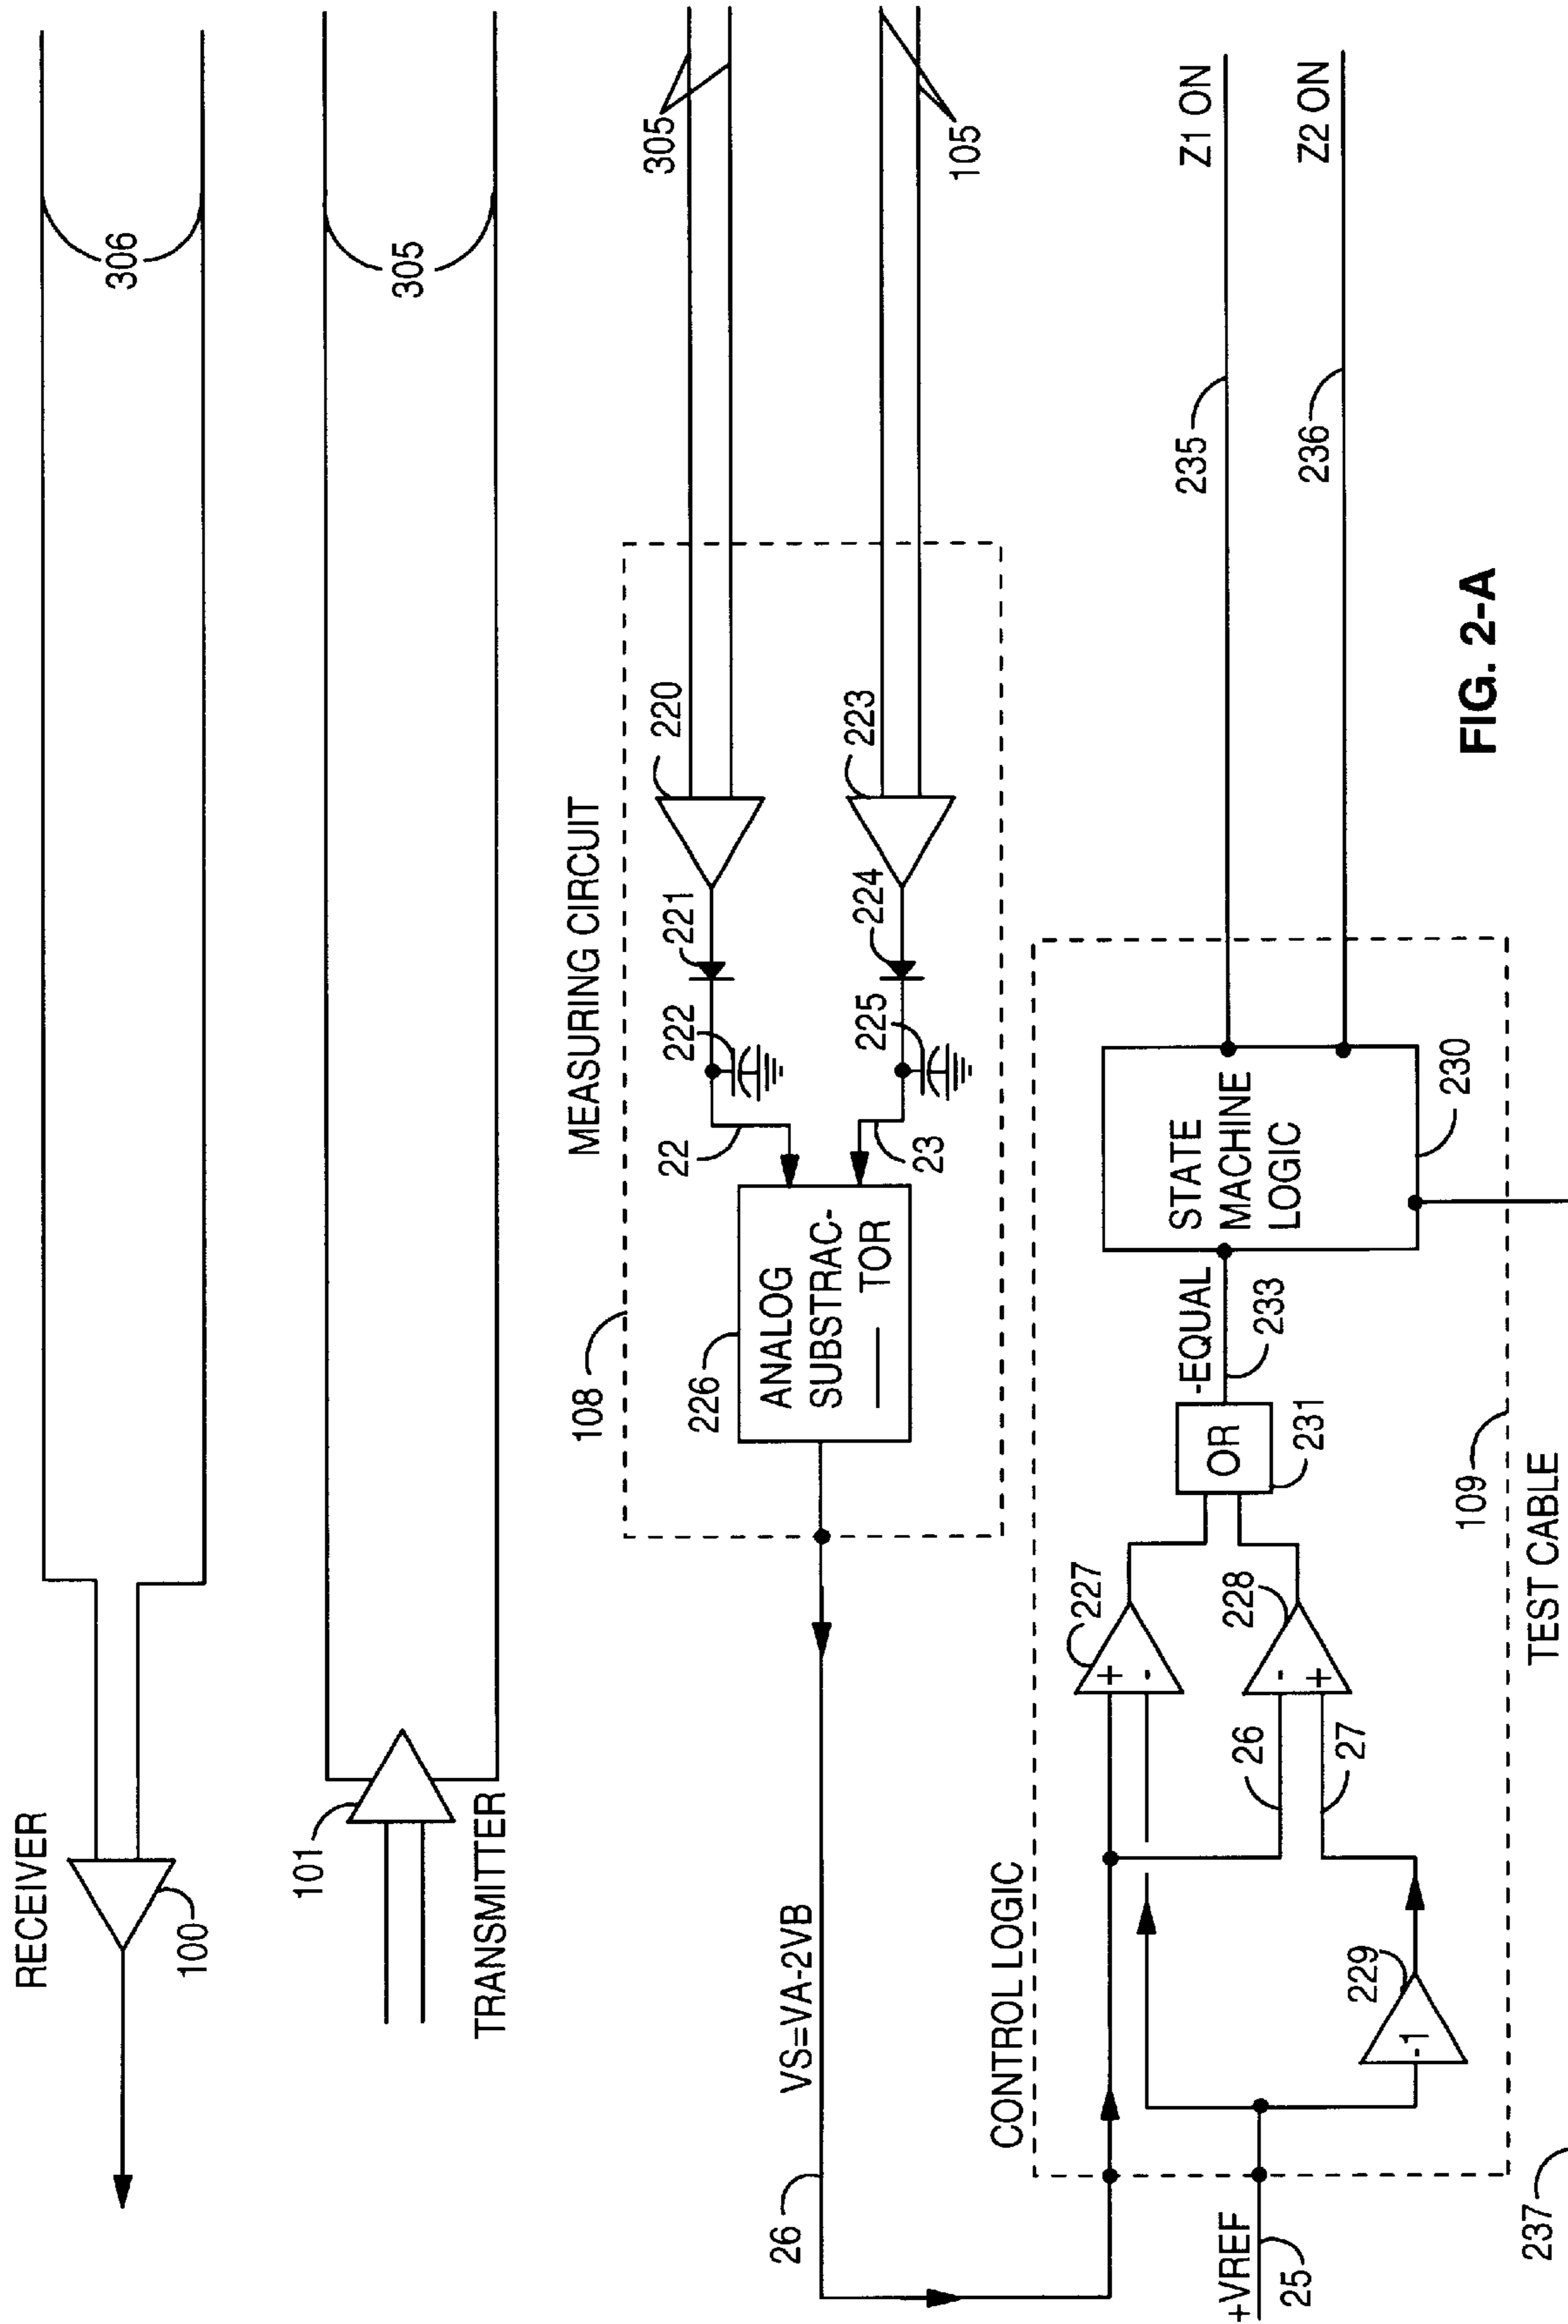 RECEIVER
100
306
101
TRANSMITTER
305
MEASURING CIRCUIT
108
305
220
221
222
22
226
ANALOG
SUBSTRAC-
TOR
105
223
224
225
23
VS=VA-2VB
26
CONTROL LOGIC
227
+
-
228
-
+
26
27
229
-1
+VREF
25
OR
231
-EQUAL
233
STATE
MACHINE
LOGIC
230
235
Z1 ON
236
Z2 ON
109
TEST CABLE
237
FIG. 2-A